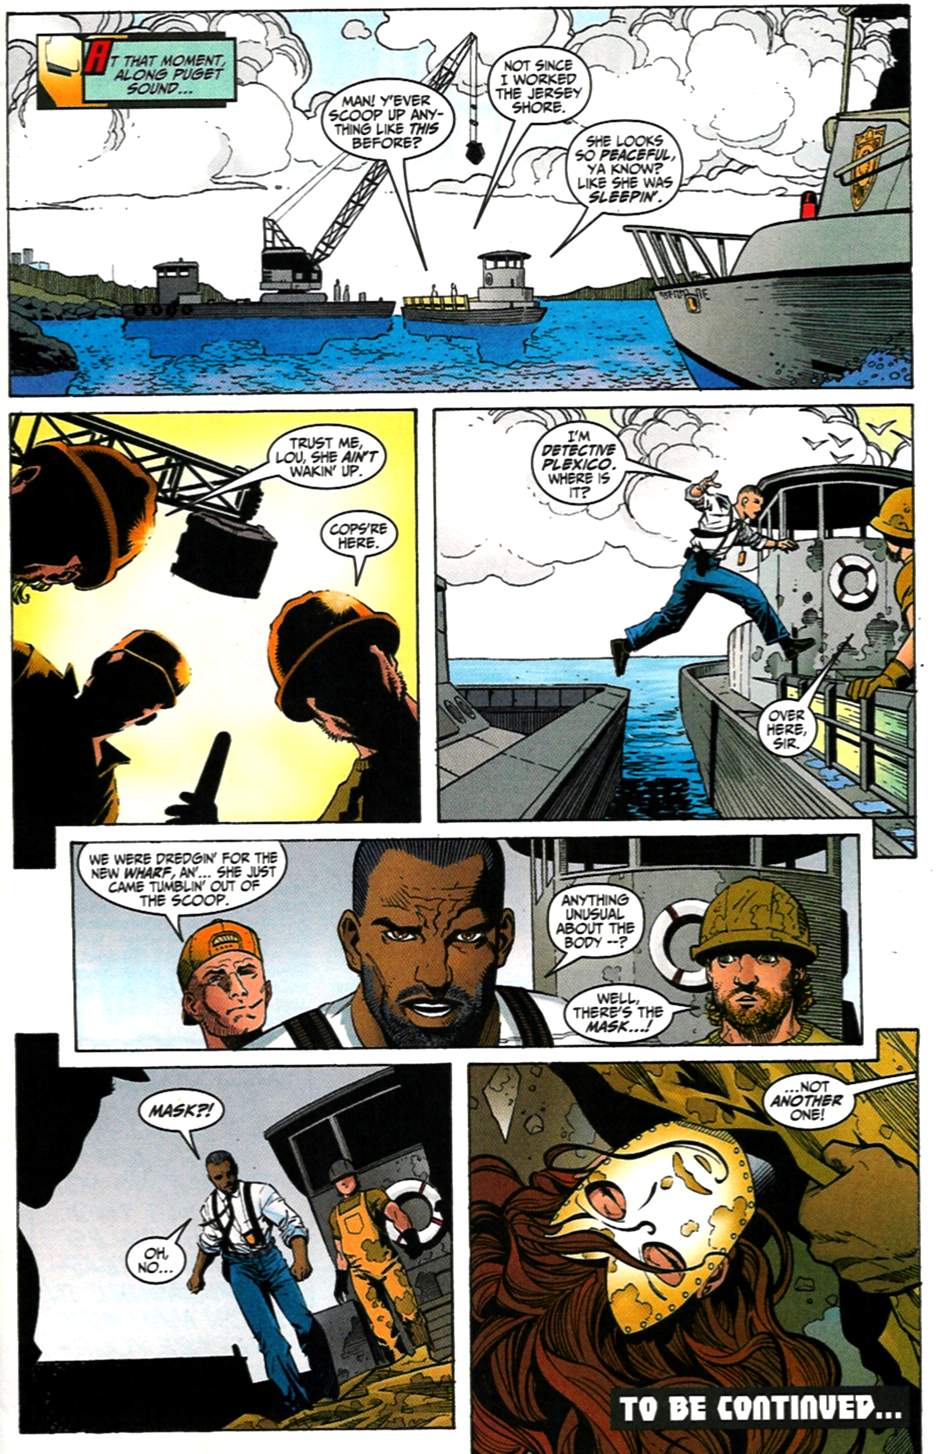 AT THAT MOMENT,
ALONG PUGET
SOUND...
MAN! Y'EVER
SCOOP UP ANY-
THING LIKE THIS
BEFORE?
NOT SINCE
I WORKED
THE JERSEY
SHORE.
SHE LOOKS
SO PEACEFUL,
YA KNOW?
LIKE SHE WAS
SLEEPIN'.
TRUST ME,
LOU, SHE AIN'T
WAKIN' UP.
COPS'RE
HERE.
I'M
DETECTIVE
PLEXICO.
WHERE IS
IT?
OVER
HERE,
SIR.
WE WERE DREDGIN' FOR THE
NEW WHARF, AN'... SHE JUST
CAME TUMBLIN' OUT OF
THE SCOOP.
ANYTHING
UNUSUAL
ABOUT THE
BODY --?
WELL,
THERE'S THE
MASK...!
MASK?!
OH,
NO...
...NOT
ANOTHER
ONE!
TO BE CONTINUED...